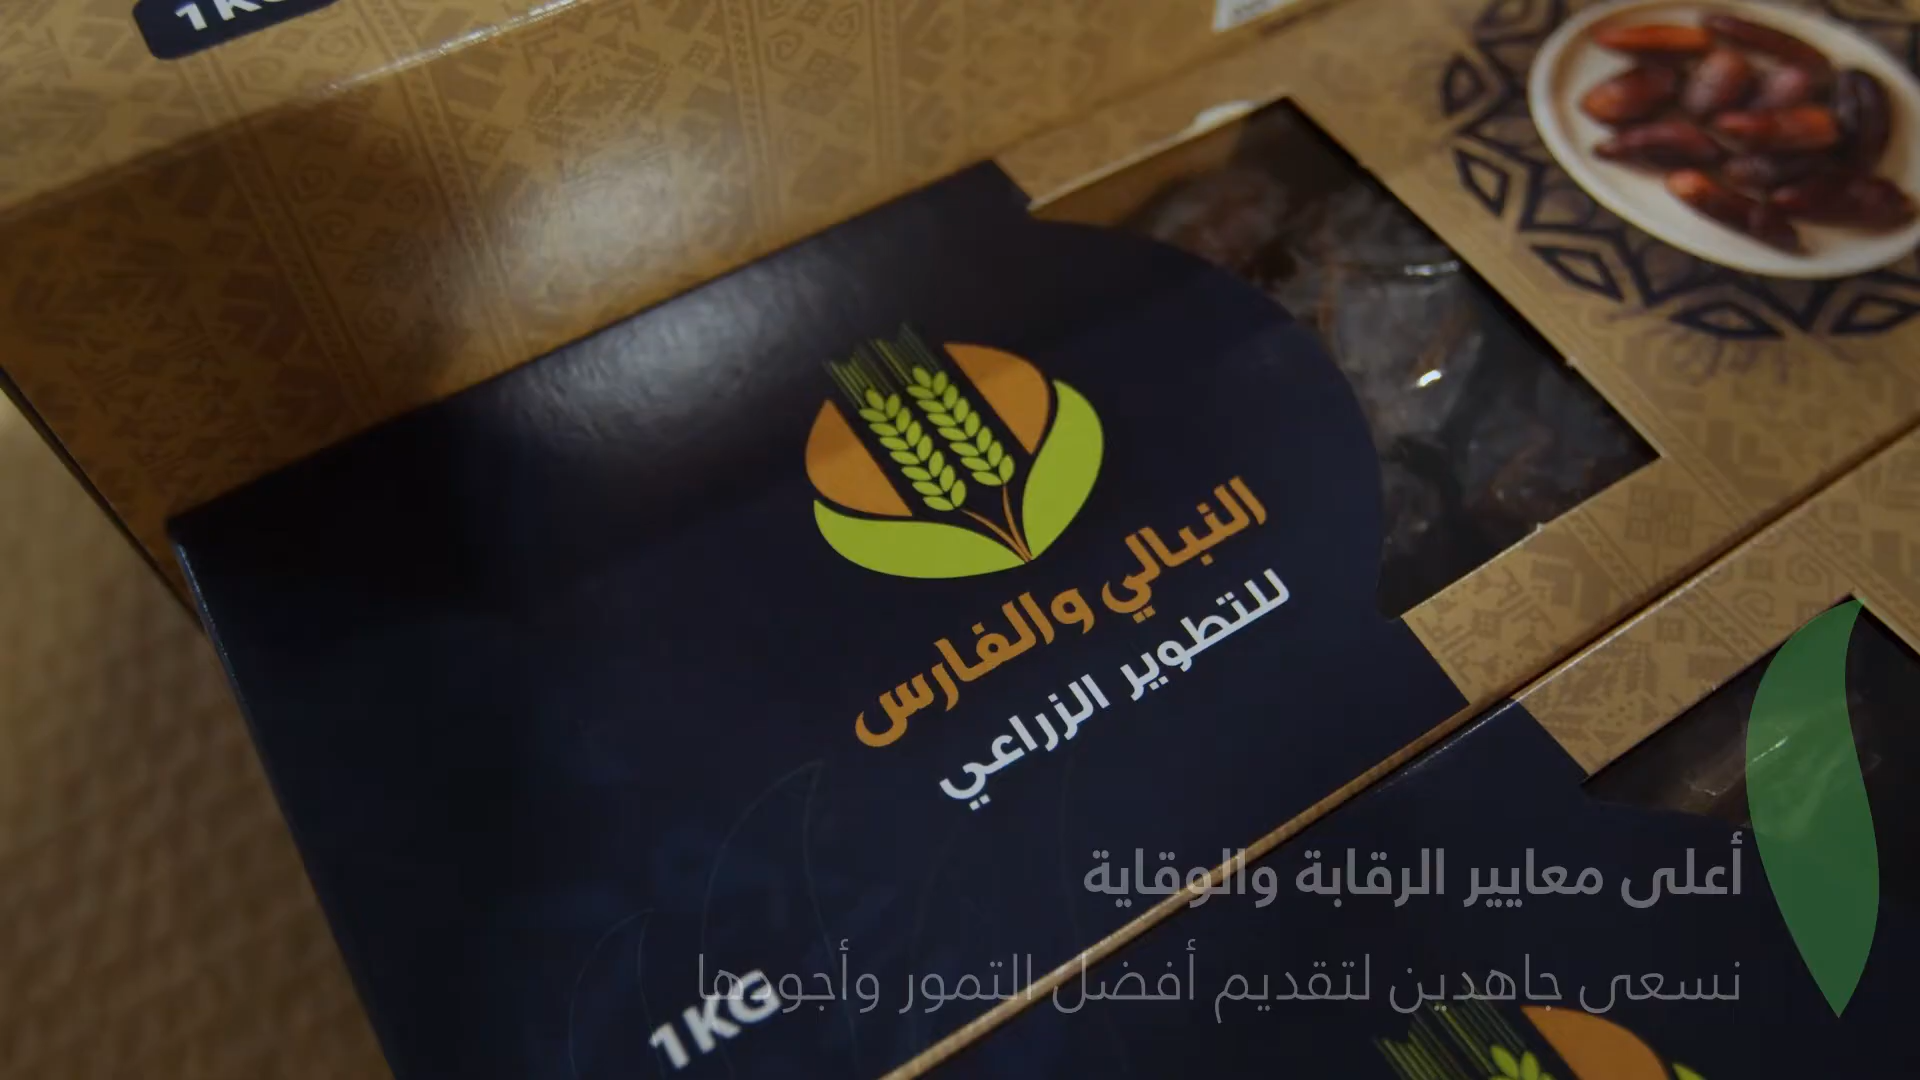 1KG
النبالي والفارس
للتطوير الزراعي
1KG
أعلى معايير الرقابة والوقاية
نسعى جاهدين لتقديم أفضل التمور وأجودها